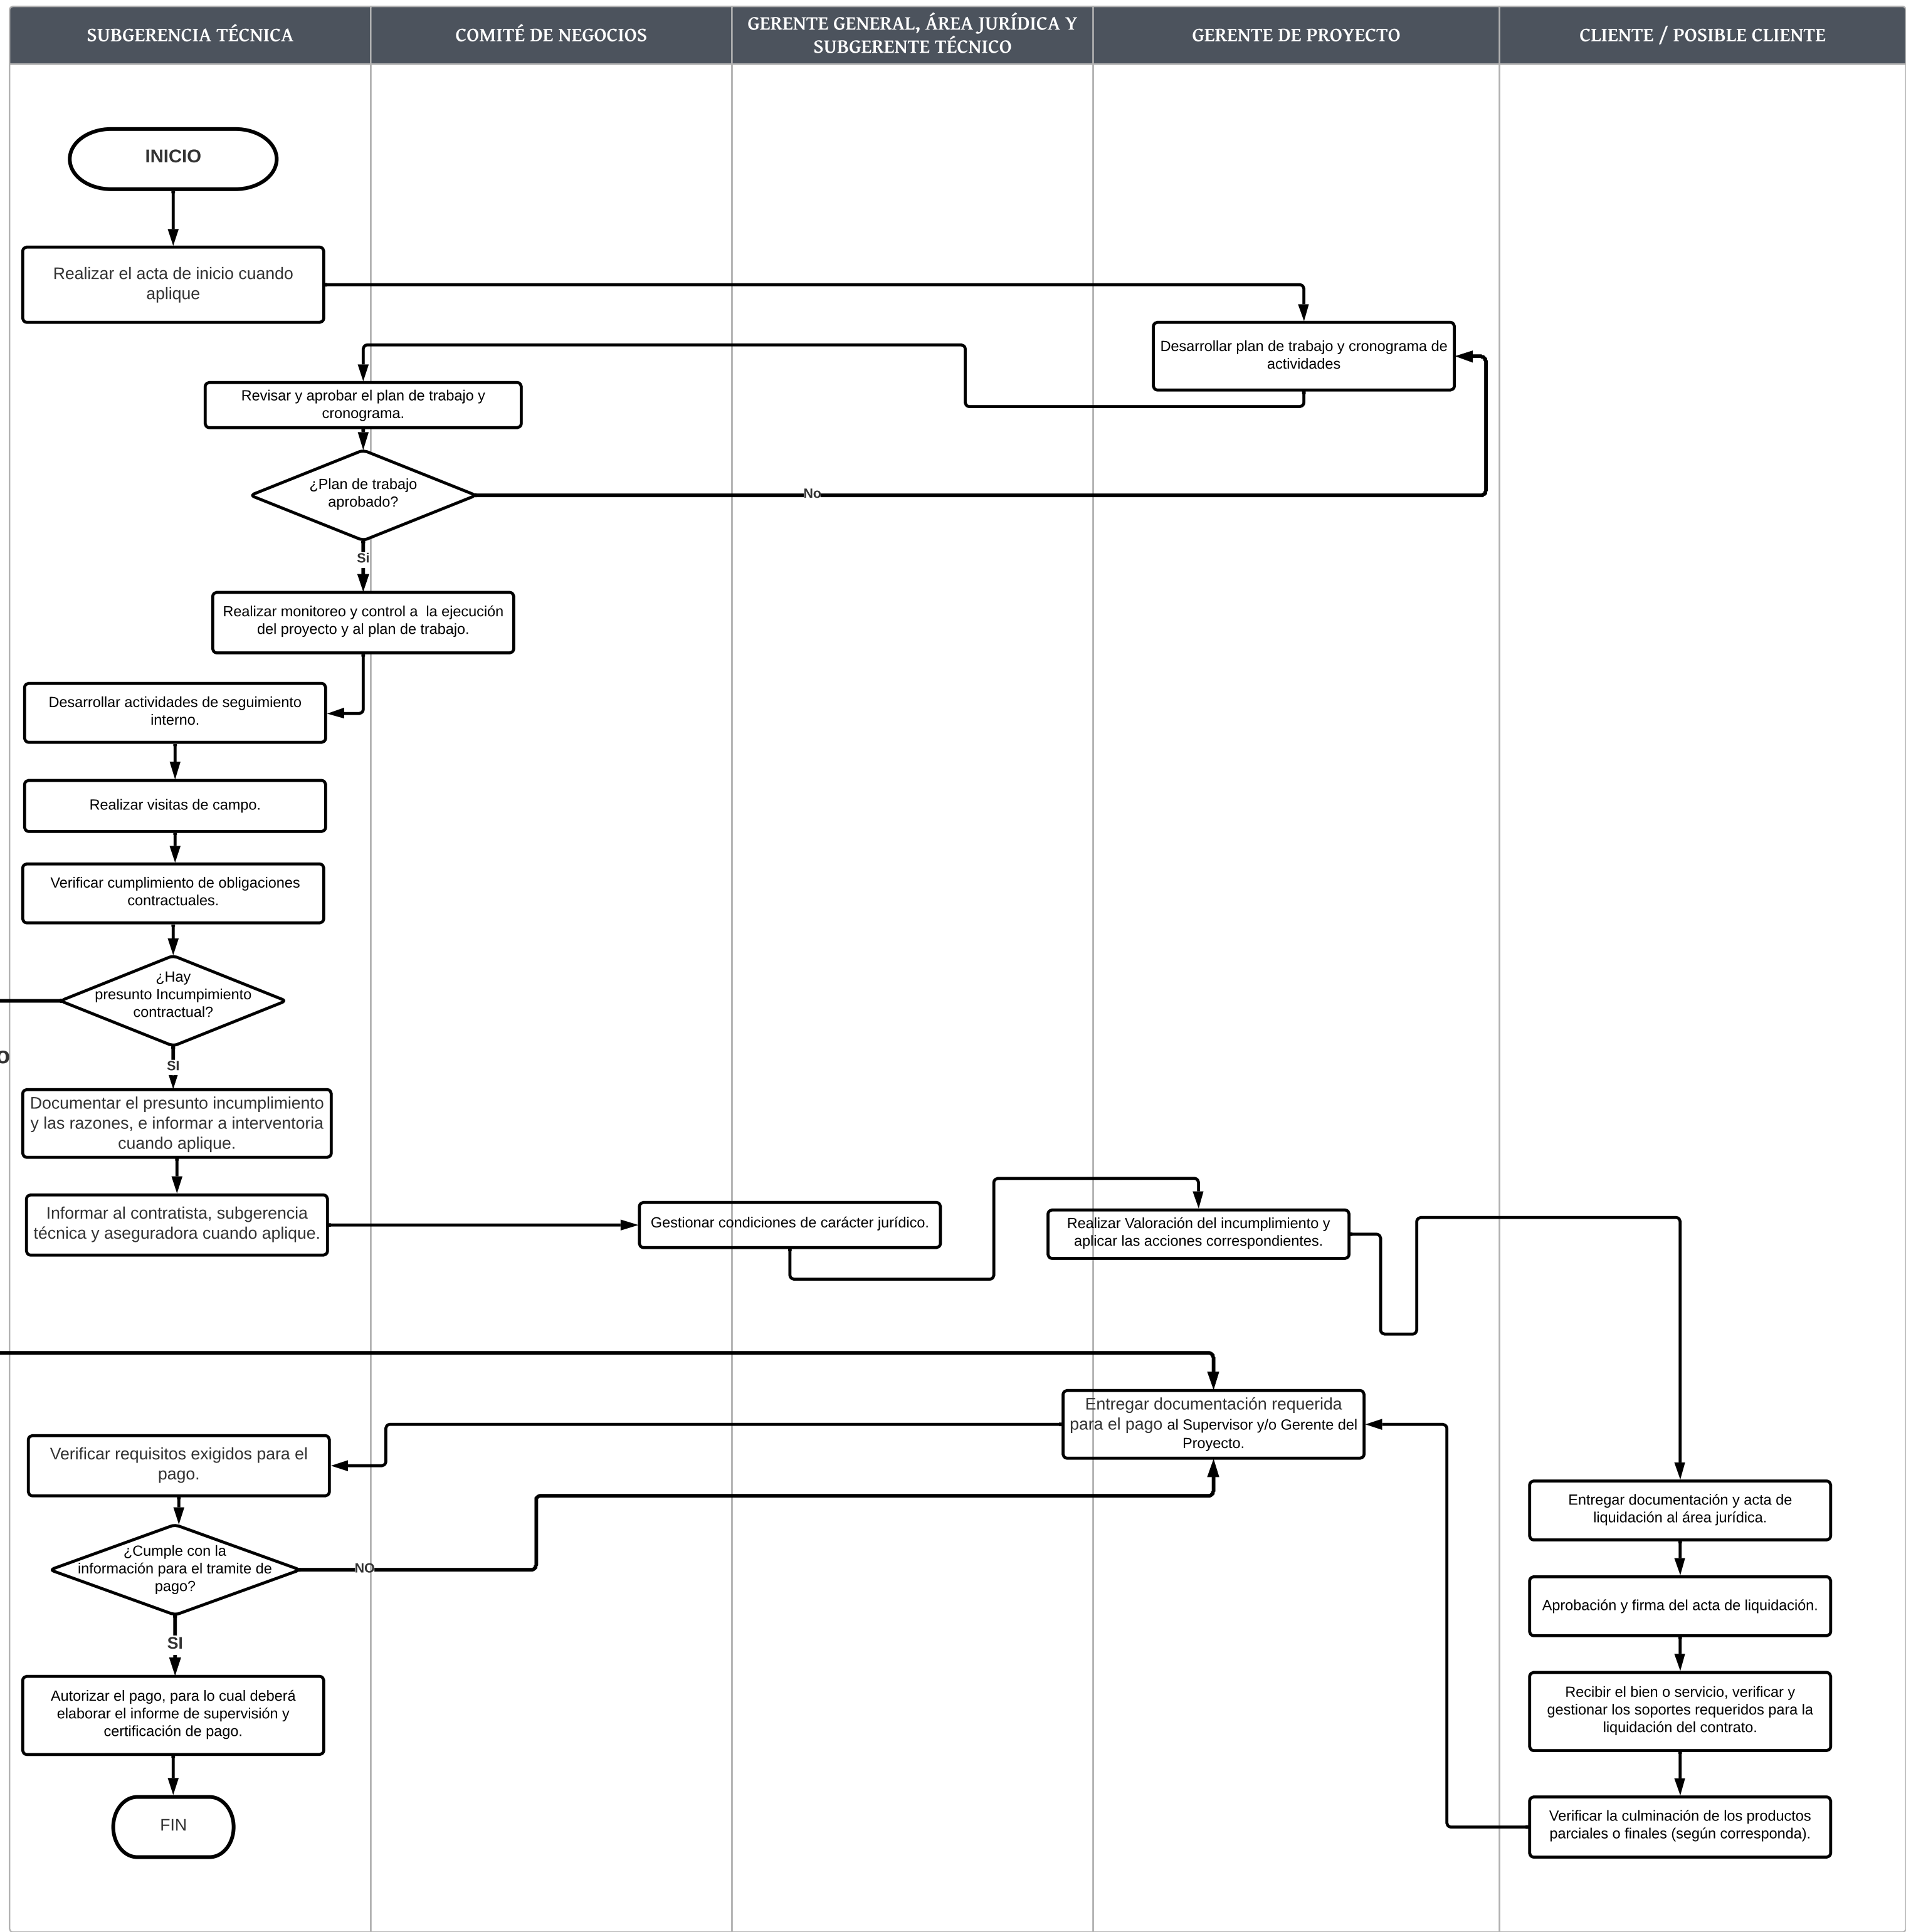 SUBGERENCIA TÉCNICA
COMITÉ DE NEGOCIOS
GERENTE GENERAL, ÁREA JURÍDICA Y
SUBGERENTE TÉCNICO
GERENTE DE PROYECTO
CLIENTE / POSIBLE CLIENTE
INICIO
Realizar el acta de inicio cuando
aplique
Desarrollar plan de trabajo y cronograma de
actividades
Revisar y aprobar el plan de trabajo y
cronograma.
¿Plan de trabajo
aprobado?
No
Si
Realizar monitoreo y control a  la ejecución
del proyecto y al plan de trabajo.
Desarrollar actividades de seguimiento
interno.
Realizar visitas de campo.
Verificar cumplimiento de obligaciones
contractuales.
¿Hay
presunto Incumpimiento
contractual?
o
SI
Documentar el presunto incumplimiento
y las razones, e informar a interventoria
cuando aplique.
Informar al contratista, subgerencia
técnica y aseguradora cuando aplique.
Gestionar condiciones de carácter jurídico.
Realizar Valoración del incumplimiento y
aplicar las acciones correspondientes.
Entregar documentación requerida
para el pago al Supervisor y/o Gerente del
Proyecto.
Verificar requisitos exigidos para el
pago.
¿Cumple con la
información para el tramite de
pago?
NO
SI
Autorizar el pago, para lo cual deberá
elaborar el informe de supervisión y
certificación de pago.
FIN
Entregar documentación y acta de
liquidación al área jurídica.
Aprobación y firma del acta de liquidación.
Recibir el bien o servicio, verificar y
gestionar los soportes requeridos para la
liquidación del contrato.
Verificar la culminación de los productos
parciales o finales (según corresponda).